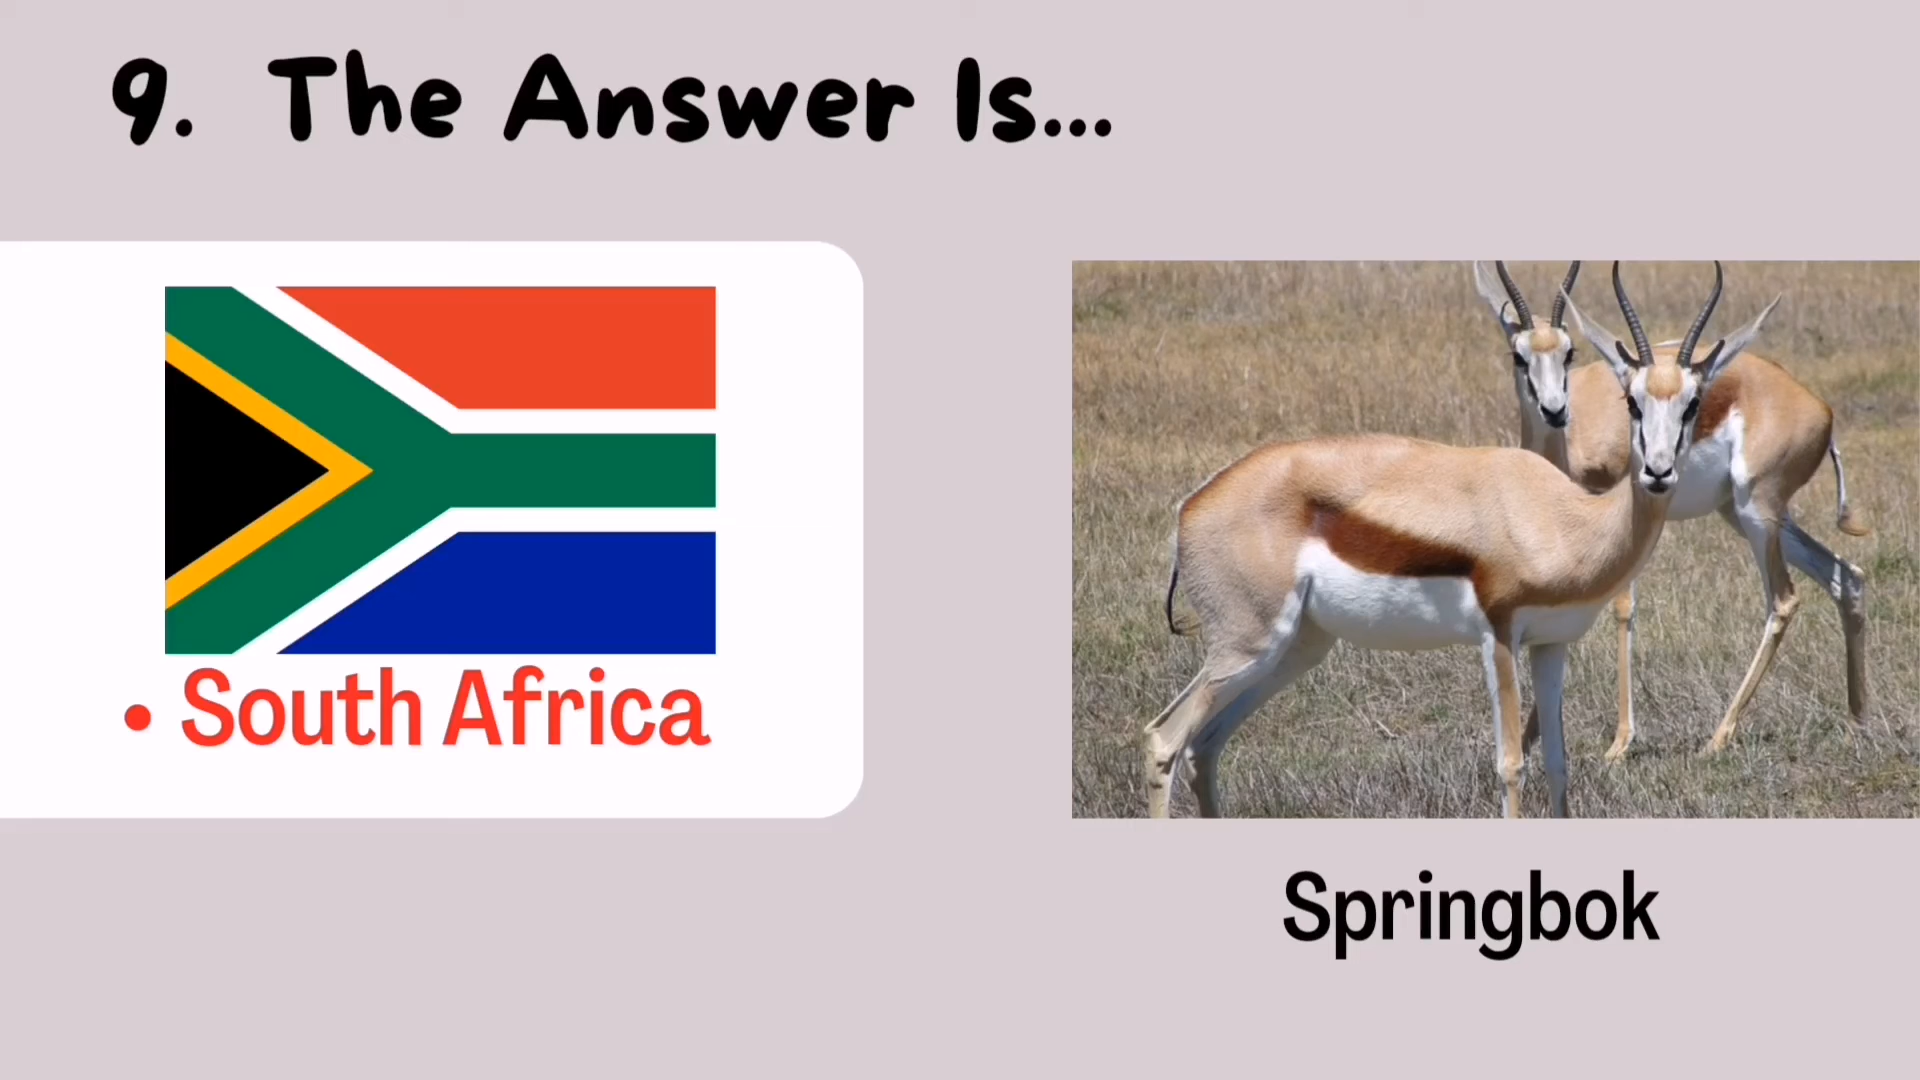 9. The Answer Is...
• South Africa
Springbok